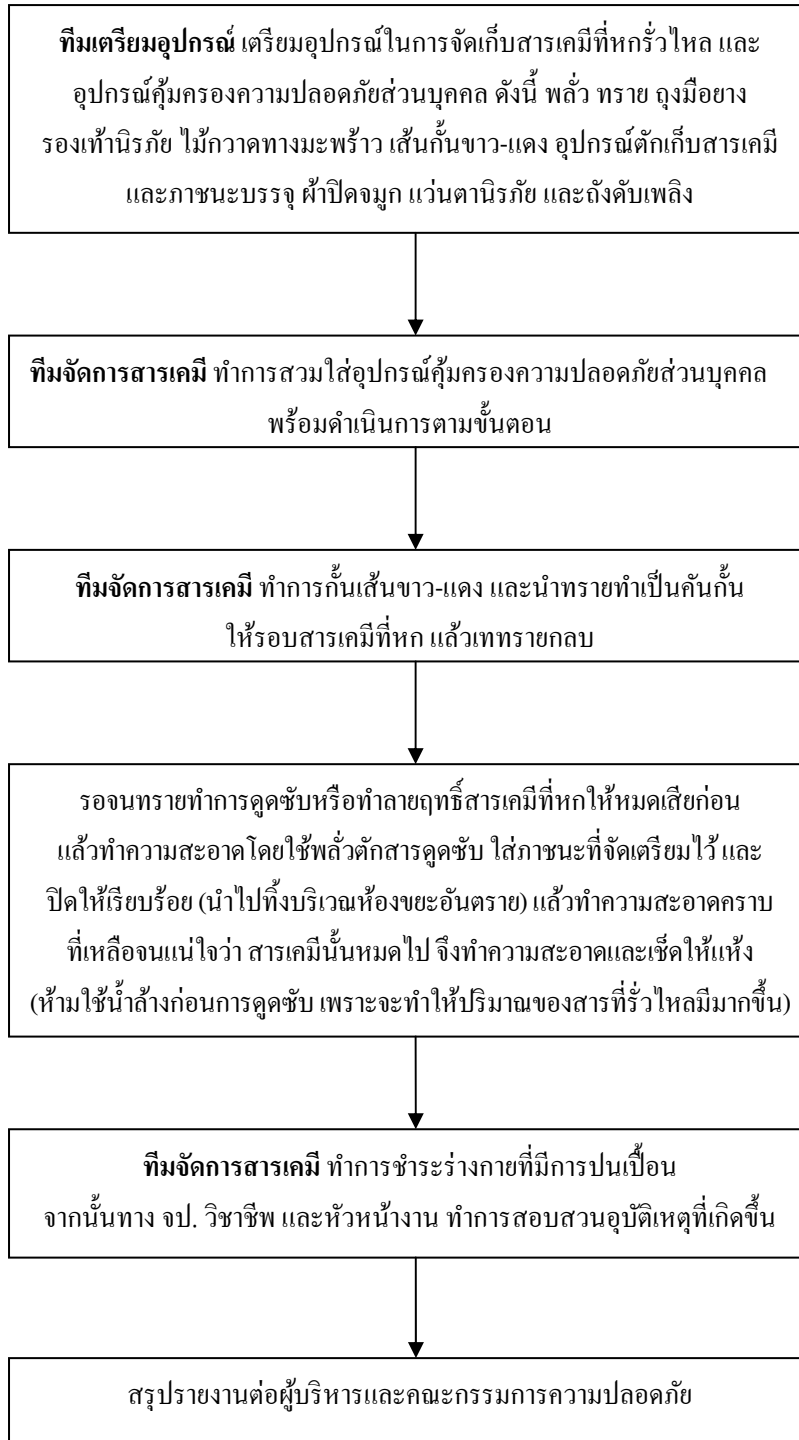 ทีมเตรียมอุปกรณ์ เตรียมอุปกรณ์ในการจัดเก็บสารเคมีที่หกรั่วไหล และ
อุปกรณ์คุ้มครองความปลอดภัยส่วนบุคคล ดังนี้ พลั่ว ทราย ถุงมือยาง
รองเท้านิรภัย ไม้กวาดทางมะพร้าว เส้นกั้นขาว-แดง อุปกรณ์ตักเก็บสารเคมี
และภาชนะบรรจุ ผ้าปิดจมูก แว่นตานิรภัย และถังดับเพลิง
ทีมจัดการสารเคมี ทำการสวมใส่อุปกรณ์คุ้มครองความปลอดภัยส่วนบุคคล
พร้อมดำเนินการตามขั้นตอน
ทีมจัดการสารเคมี ทำการกั้นเส้นขาว-แดง และนำทรายทำเป็นคันกั้น
ให้รอบสารเคมีที่หก แล้วเททรายกลบ
รอจนทรายทำการดูดซับหรือทำลายฤทธิ์สารเคมีที่หกให้หมดเสียก่อน
แล้วทำความสะอาดโดยใช้พลั่วตักสารดูดซับ ใส่ภาชนะที่จัดเตรียมไว้ และ
ปิดให้เรียบร้อย (นำไปทิ้งบริเวณห้องขยะอันตราย) แล้วทำความสะอาดคราบ
ที่เหลือจนแน่ใจว่า สารเคมีนั้นหมดไป จึงทำความสะอาดและเช็ดให้แห้ง
(ห้ามใช้น้ำล้างก่อนการดูดซับ เพราะจะทำให้ปริมาณของสารที่รั่วไหลมีมากขึ้น)
ทีมจัดการสารเคมี ทำการชำระร่างกายที่มีการปนเปื้อน
จากนั้นทาง จป. วิชาชีพ และหัวหน้างาน ทำการสอบสวนอุบัติเหตุที่เกิดขึ้น
สรุปรายงานต่อผู้บริหารและคณะกรรมการความปลอดภัย